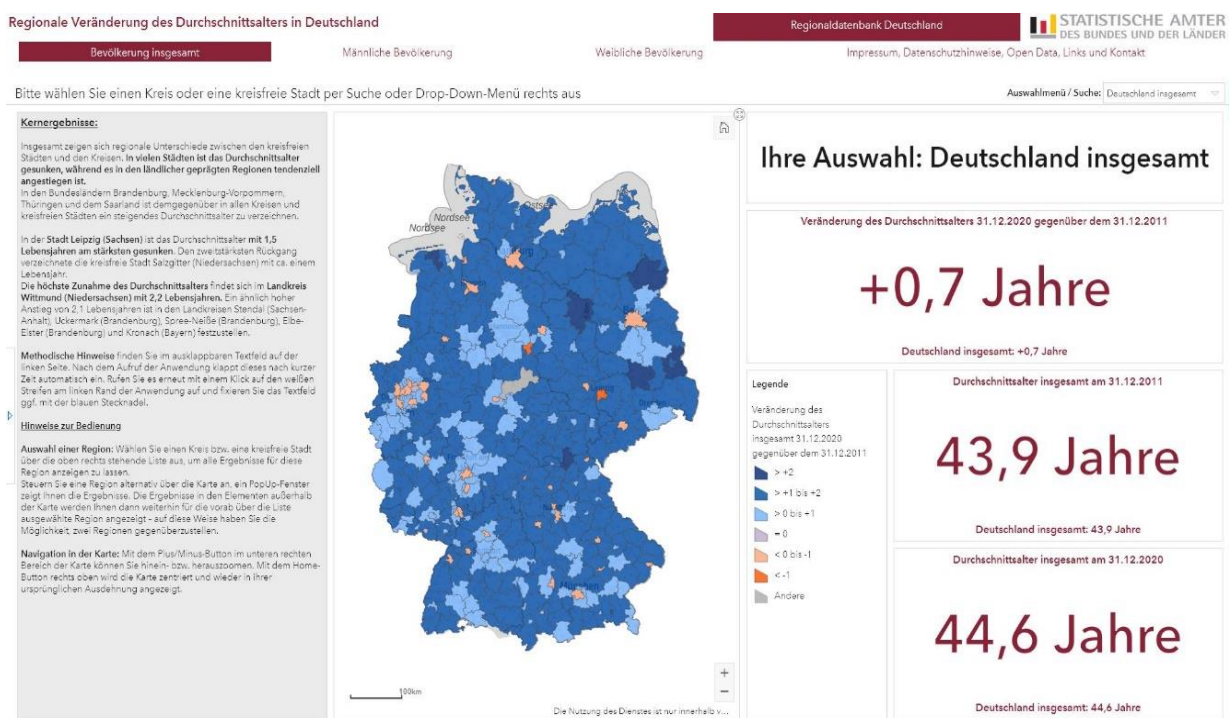 Regionale Veränderung des Durchschnittsalters in Deutschland
Regionaldatenbank Deutschland
STATISTISCHE ÄMTER
DES BUNDES UND DER LÄNDER
Bevölkerung insgesamt
Männliche Bevölkerung
Weibliche Bevölkerung
Impressum, Datenschutzhinweise, Open Data, Links und Kontakt
Bitte wählen Sie einen Kreis oder eine kreisfreie Stadt per Suche oder Drop-Down-Menü rechts aus
Auswahlmenü / Suche: Deutschland insgesamt
Kernergebnisse:
Insgesamt zeigen sich regionale Unterschiede zwischen den kreisfreien
Städten und den Kreisen. In vielen Städten ist das Durchschnittsalter
gesunken, während es in den ländlicher geprägten Regionen tendenziell
angestiegen ist.
In den Bundesländern Brandenburg, Mecklenburg-Vorpommern,
Thüringen und dem Saarland ist demgegenüber in allen Kreisen und
kreisfreien Städten ein steigendes Durchschnittsalter zu verzeichnen.
In der Stadt Leipzig (Sachsen) ist das Durchschnittsalter mit 1,5
Lebensjahren am stärksten gesunken. Den zweitstärksten Rückgang
verzeichnete die kreisfreie Stadt Salzgitter (Niedersachsen) mit ca. einem
Lebensjahr.
Die höchste Zunahme des Durchschnittsalters findet sich im Landkreis
Wittmund (Niedersachsen) mit 2,2 Lebensjahren. Ein ähnlich hoher
Anstieg von 2,1 Lebensjahren ist in den Landkreisen Stendal (Sachsen-
Anhalt), Uckermark (Brandenburg), Spree-Neiße (Brandenburg), Elbe-
Elster (Brandenburg) und Kronach (Bayern) festzustellen.
Methodische Hinweise finden Sie im ausklappbaren Textfeld auf der
linken Seite. Nach dem Aufruf der Anwendung klappt dieses nach kurzer
Zeit automatisch ein. Rufen Sie es erneut mit einem Klick auf den weißen
Streifen am linken Rand der Anwendung auf und fixieren Sie das Textfeld
ggf. mit der blauen Stecknadel.
Hinweise zur Bedienung
Auswahl einer Region: Wählen Sie einen Kreis bzw. eine kreisfreie Stadt
über die oben rechts stehende Liste aus, um alle Ergebnisse für diese
Region anzeigen zu lassen.
Steuern Sie eine Region alternativ über die Karte an, ein PopUp-Fenster
zeigt Ihnen die Ergebnisse. Die Ergebnisse in den Elementen außerhalb
der Karte werden Ihnen dann weiterhin für die vorab über die Liste
ausgewählte Region angezeigt - auf diese Weise haben Sie die
Möglichkeit, zwei Regionen gegenüberzustellen.
Navigation in der Karte: Mit dem Plus/Minus-Button im unteren rechten
Bereich der Karte können Sie hinein- bzw. herauszoomen. Mit dem Home-
Button rechts oben wird die Karte zentriert und wieder in ihrer
ursprünglichen Ausdehnung angezeigt.
Nordsee
Nordsee
Ostsee
Leipzig
München
100km
+
−
Die Nutzung des Dienstes ist nur innerhalb v...
Ihre Auswahl: Deutschland insgesamt
Veränderung des Durchschnittsalters 31.12.2020 gegenüber dem 31.12.2011
+0,7 Jahre
Deutschland insgesamt: +0,7 Jahre
Legende
Veränderung des
Durchschnittsalters
insgesamt 31.12.2020
gegenüber dem 31.12.2011
> +2
> +1 bis +2
> 0 bis +1
= 0
< 0 bis -1
< -1
Andere
Durchschnittsalter insgesamt am 31.12.2011
43,9 Jahre
Deutschland insgesamt: 43,9 Jahre
Durchschnittsalter insgesamt am 31.12.2020
44,6 Jahre
Deutschland insgesamt: 44,6 Jahre